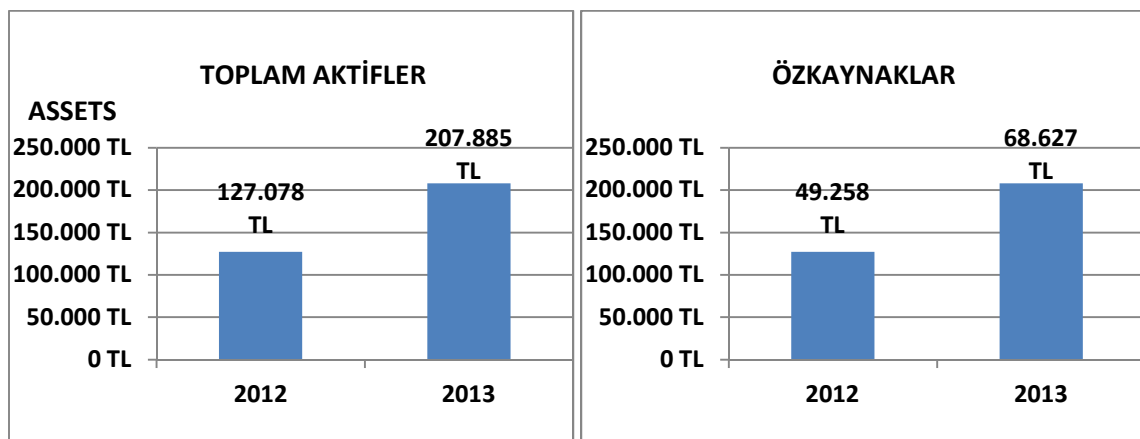 TOPLAM AKTİFLER
ASSETS
250.000 TL
200.000 TL
150.000 TL
100.000 TL
50.000 TL
0 TL
127.078
TL
207.885
TL
2012
2013
ÖZKAYNAKLAR
250.000 TL
200.000 TL
150.000 TL
100.000 TL
50.000 TL
0 TL
49.258
TL
68.627
TL
2012
2013